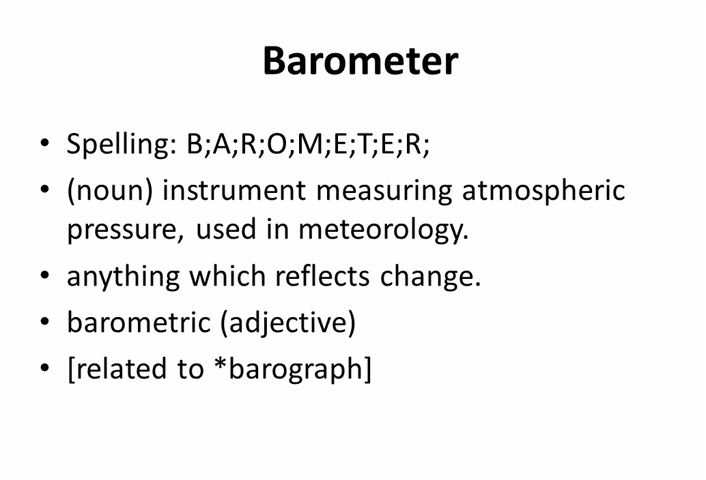 Barometer
• Spelling: B;A;R;O;M;E;T;E;R;
• (noun) instrument measuring atmospheric
pressure, used in meteorology.
• anything which reflects change.
• barometric (adjective)
• [related to *barograph]